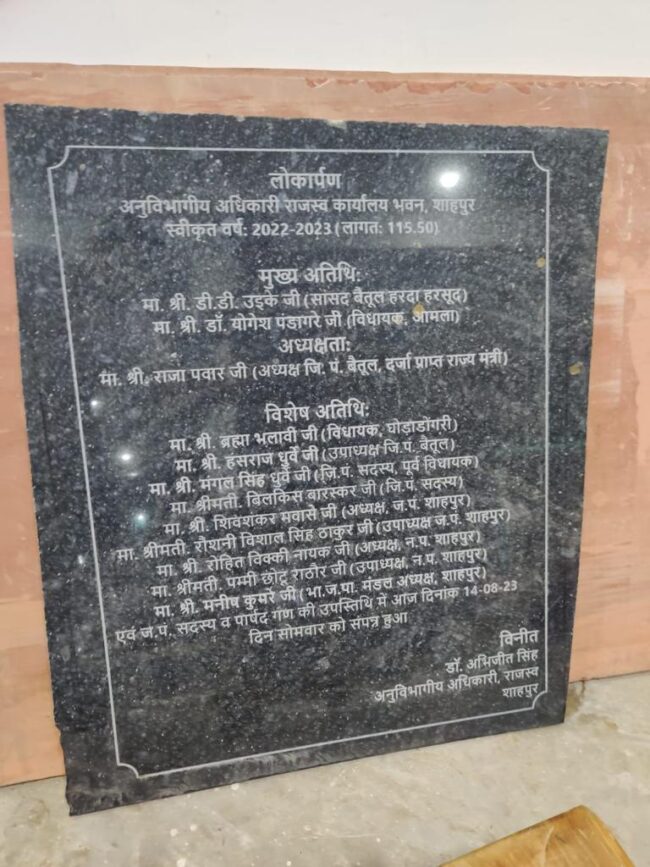 लोकार्पण
अनुविभागीय अधिकारी राजस्व कार्यालय भवन, शाहपुर
स्वीकृत वर्ष: 2022-2023 (लागत: 115.50)
मुख्य अतिथि:
मा. श्री. डी.डी. उइके जी (सांसद बैतूल हरदा हरसूद)
मा. श्री. डॉ. योगेश पंडागरे जी (विधायक, आमला)
अध्यक्षता:
मा. श्री. राजा पवार जी (अध्यक्ष जि. पं. बैतूल, दर्जा प्राप्त राज्य मंत्री)
विशेष अतिथि:
मा. श्री. ब्रह्मा भलावी जी (विधायक, घोड़ाडोंगरी)
मा. श्री. हंसराज धुर्वे जी (उपाध्यक्ष जि.पं. बैतूल)
मा. श्री. मंगल सिंह धुर्वे जी (जि.पं. सदस्य, पूर्व विधायक)
मा. श्रीमती. बिलकिस बारस्कर जी (जि.पं. सदस्य)
मा. श्री. शिवशंकर मवासे जी (अध्यक्ष, ज.पं. शाहपुर)
मा. श्रीमती. रौशनी विशाल सिंह ठाकुर जी (उपाध्यक्ष ज.पं. शाहपुर)
मा. श्री. रोहित विक्की नायक जी (अध्यक्ष, न.प. शाहपुर)
मा. श्रीमती. पम्मी छोटू राठौर जी (उपाध्यक्ष, न.प. शाहपुर)
मा. श्री. मनीष कुमरे जी (भा.ज.पा. मंडल अध्यक्ष, शाहपुर)
एवं ज.पं. सदस्य व पार्षद गण की उपस्तिथि में आज दिनांक 14-08-23
दिन सोमवार को संपन्न हुआ
विनीत
डॉ. अभिजीत सिंह
अनुविभागीय अधिकारी, राजस्व
शाहपुर